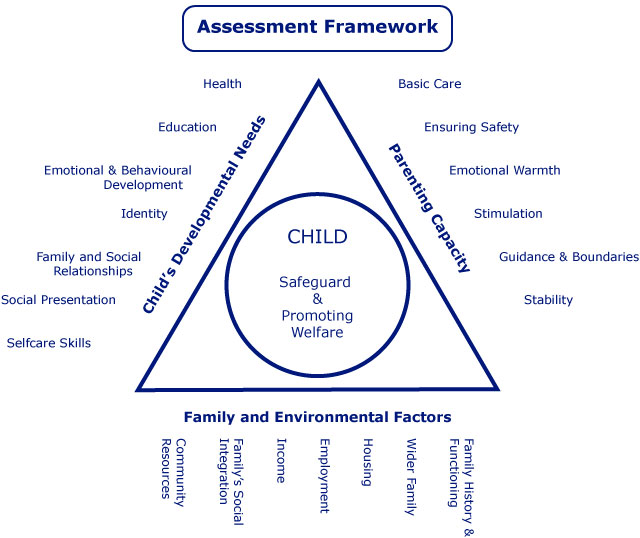 Assessment Framework
Health
Education
Emotional & Behavioural
Development
Identity
Family and Social
Relationships
Social Presentation
Selfcare Skills
Child's Developmental Needs
Basic Care
Ensuring Safety
Emotional Warmth
Stimulation
Guidance & Boundaries
Stability
Parenting Capacity
CHILD
Safeguard
&
Promoting
Welfare
Family and Environmental Factors
Community
Resources
Family's Social
Integration
Income
Employment
Housing
Wider Family
Family History &
Functioning